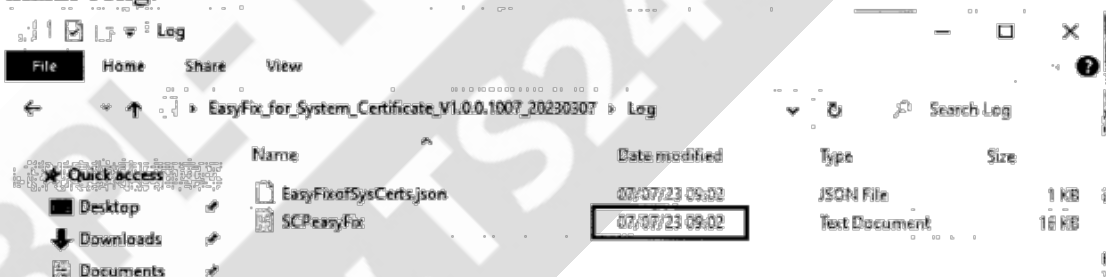 Log
File Home Share View
EasyFix_for_System_Certificate_V1.0.0.1007_20230307 Log Search Log
Name Date modified Type Size
Quick access
EasyFixofSysCerts.json 07/07/23 09:02 JSON File 1 KB
Desktop
SCPeasyFix 07/07/23 09:02 Text Document 16 KB
Downloads
Documents